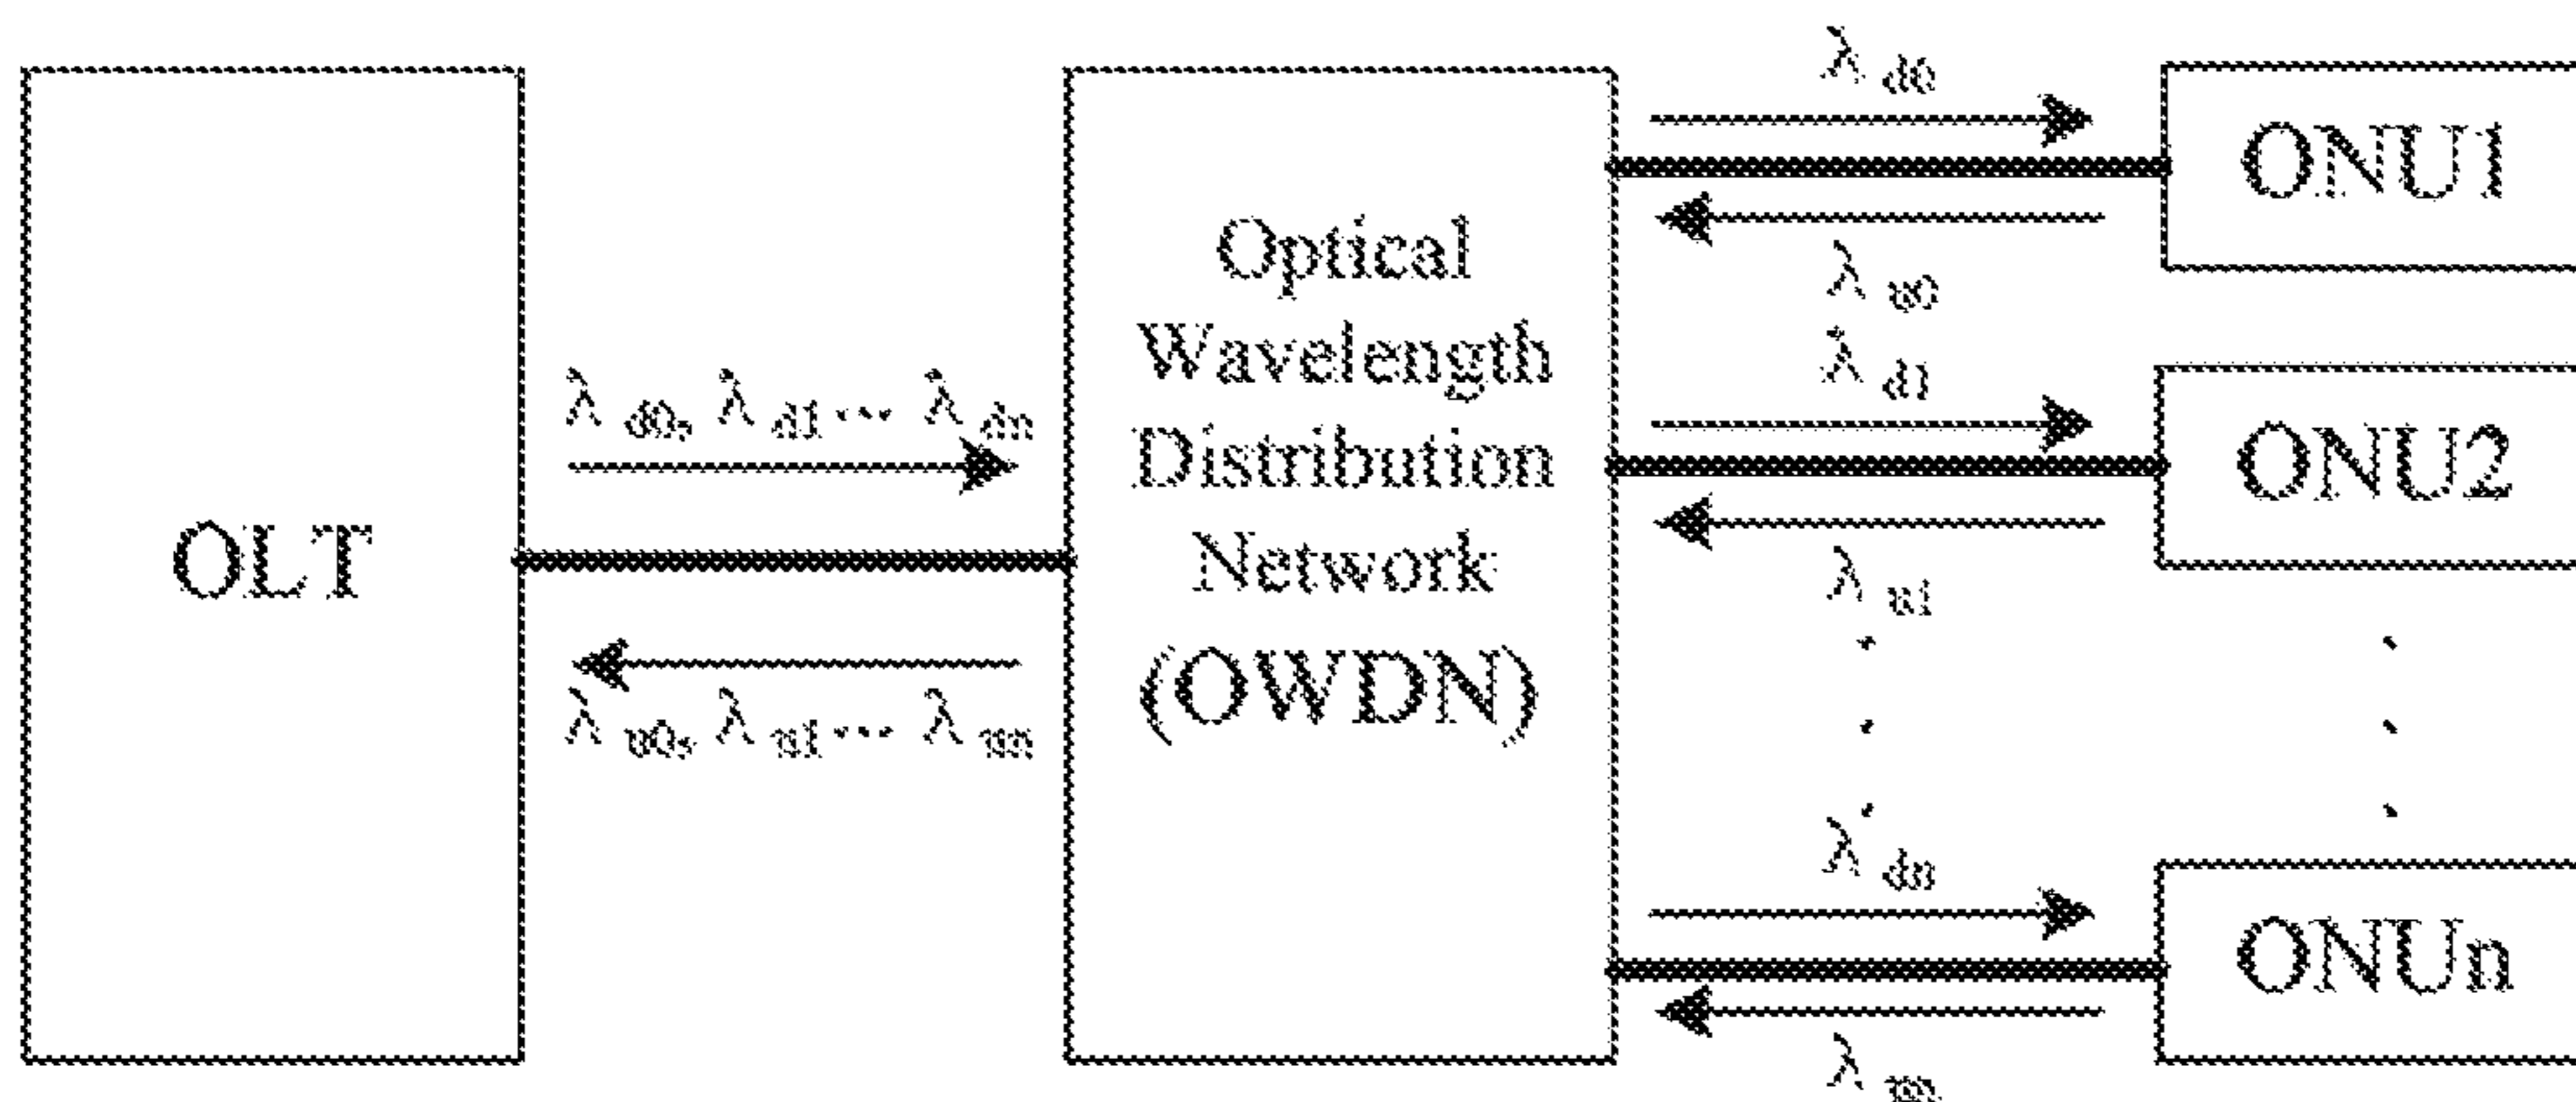 OLT
λd0, λd1 ··· λdn
λu0, λu1 ··· λun
Optical
Wavelength
Distribution
Network
(OWDN)
λd0
λu0
ONU1
λd1
λu1
ONU2
λdn
λun
ONUn